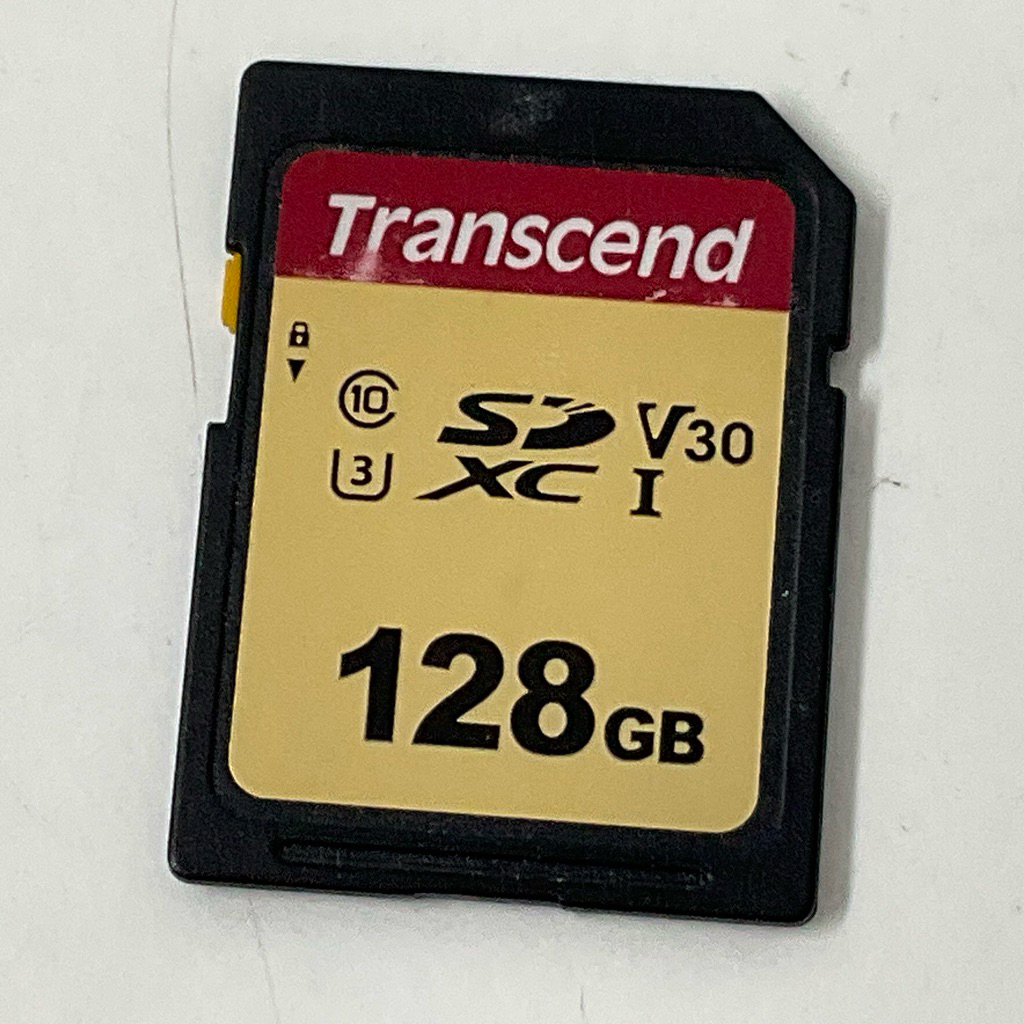 Transcend
10 SD V30
3 XC I
128GB